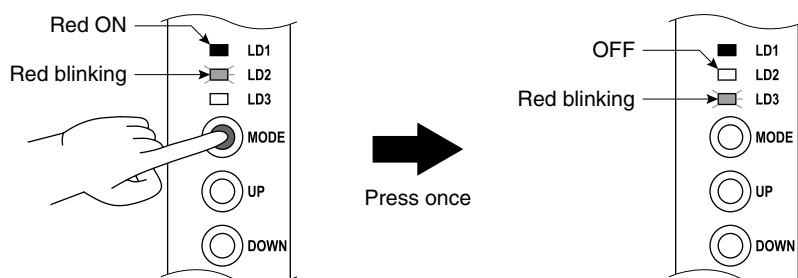 Red ON
LD1
Red blinking
LD2
LD3
MODE
UP
DOWN
Press once
LD1
OFF
LD2
Red blinking
LD3
MODE
UP
DOWN